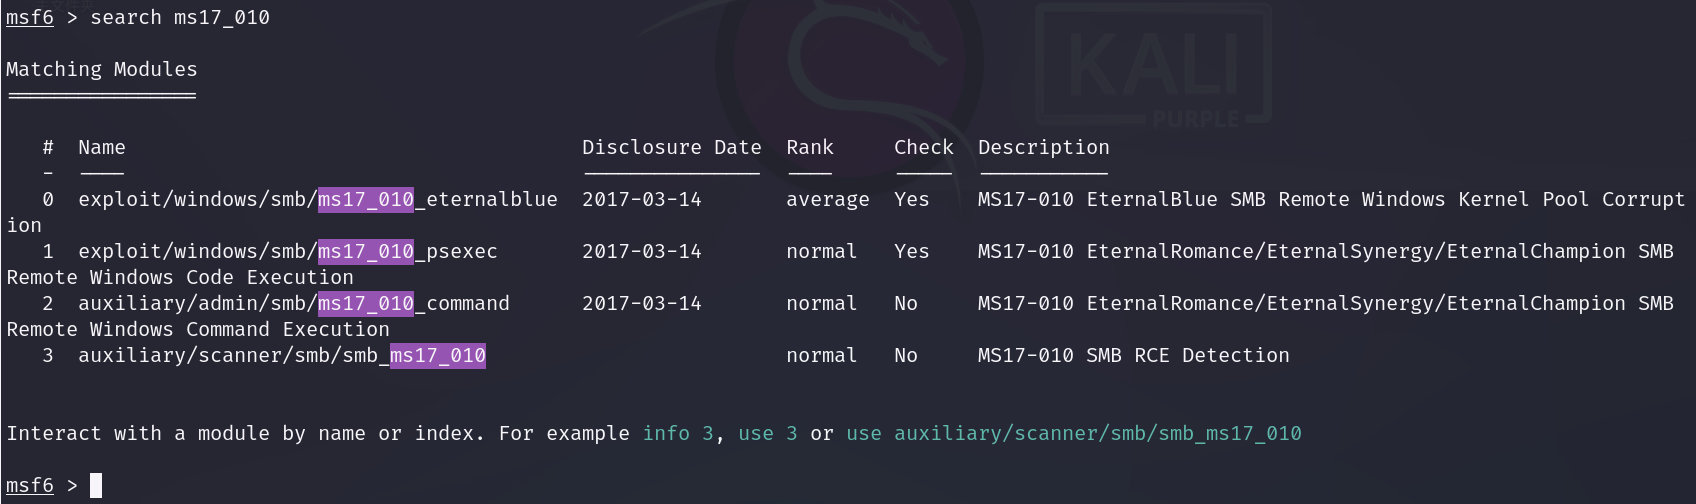 msf6 > search ms17_010
Matching Modules
================
# Name Disclosure Date Rank Check Description
- ---- --------------- ---- ----- -----------
0 exploit/windows/smb/ms17_010_eternalblue 2017-03-14 average Yes MS17-010 EternalBlue SMB Remote Windows Kernel Pool Corrupt
ion
1 exploit/windows/smb/ms17_010_psexec 2017-03-14 normal Yes MS17-010 EternalRomance/EternalSynergy/EternalChampion SMB
Remote Windows Code Execution
2 auxiliary/admin/smb/ms17_010_command 2017-03-14 normal No MS17-010 EternalRomance/EternalSynergy/EternalChampion SMB
Remote Windows Command Execution
3 auxiliary/scanner/smb/smb_ms17_010 normal No MS17-010 SMB RCE Detection
Interact with a module by name or index. For example info 3, use 3 or use auxiliary/scanner/smb/smb_ms17_010
msf6 >
KALI
PURPLE